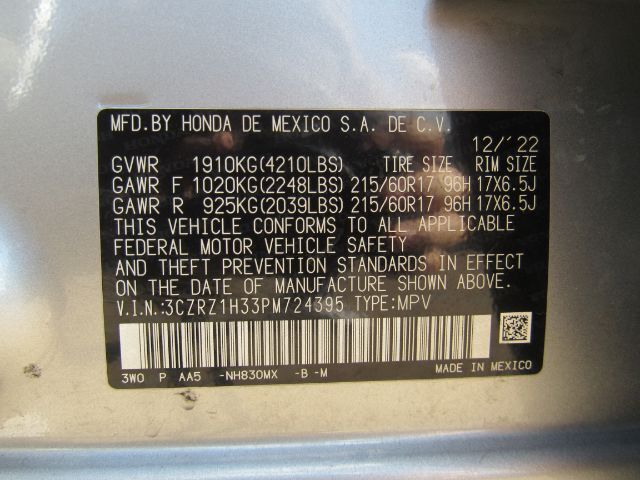 MFD.BY HONDA DE MEXICO S.A. DE C.V.
12/'22
GVWR 1910KG(4210LBS) TIRE SIZE RIM SIZE
GAWR F 1020KG(2248LBS) 215/60R17 96H 17X6.5J
GAWR R 925KG(2039LBS) 215/60R17 96H 17X6.5J
THIS VEHICLE CONFORMS TO ALL APPLICABLE
FEDERAL MOTOR VEHICLE SAFETY
AND THEFT PREVENTION STANDARDS IN EFFECT
ON THE DATE OF MANUFACTURE SHOWN ABOVE.
V.I.N.:3CZRZ1H33PM724395 TYPE:MPV
3W0 P AA5 -NH830MX -B -M MADE IN MEXICO